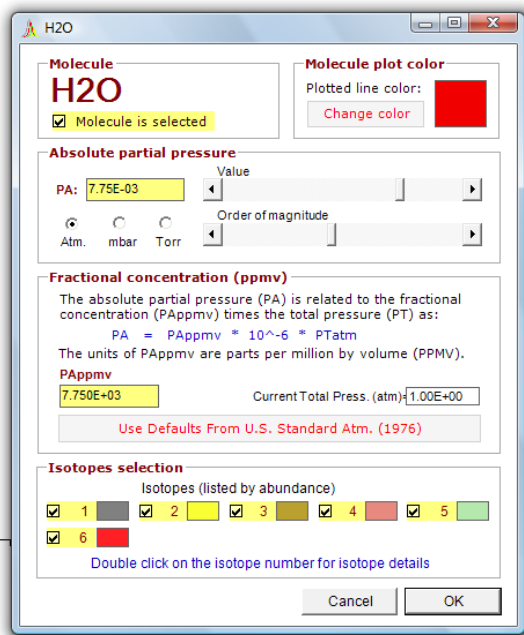 H2O
Molecule
H2O
Molecule is selected
Molecule plot color
Plotted line color:
Change color
Absolute partial pressure
Value
PA: 7.75E-03
Order of magnitude
Atm. mbar Torr
Fractional concentration (ppmv)
The absolute partial pressure (PA) is related to the fractional
concentration (PAppmv) times the total pressure (PT) as:
PA = PAppmv * 10^-6 * PTatm
The units of PAppmv are parts per million by volume (PPMV).
PAppmv
7.750E+03 Current Total Press. (atm)= 1.00E+00
Use Defaults From U.S. Standard Atm. (1976)
Isotopes selection
Isotopes (listed by abundance)
1 2 3 4 5
6
Double click on the isotope number for isotope details
Cancel OK